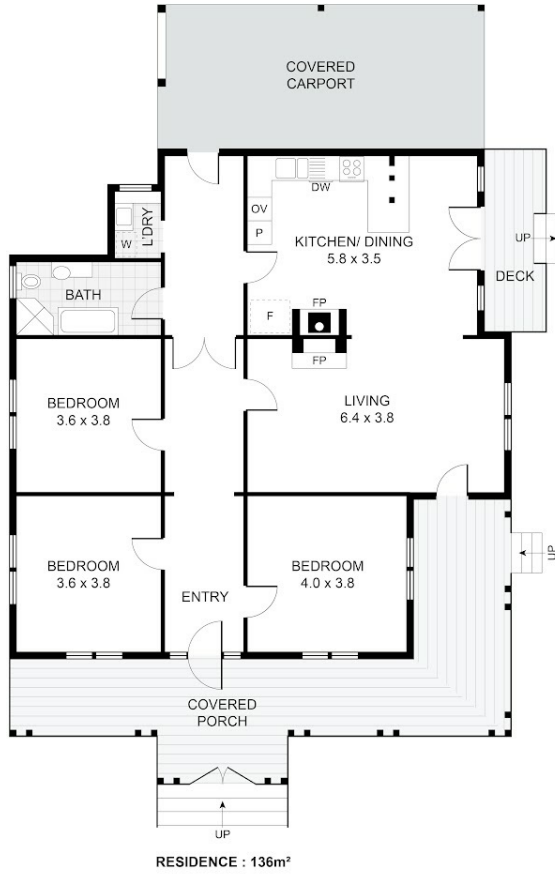 COVERED
CARPORT
DW
OV
P
L'DRY
W
KITCHEN/ DINING
5.8 x 3.5
UP
DECK
BATH
F
FP
FP
BEDROOM
3.6 x 3.8
LIVING
6.4 x 3.8
BEDROOM
3.6 x 3.8
BEDROOM
4.0 x 3.8
UP
ENTRY
COVERED
PORCH
UP
RESIDENCE : 136m²